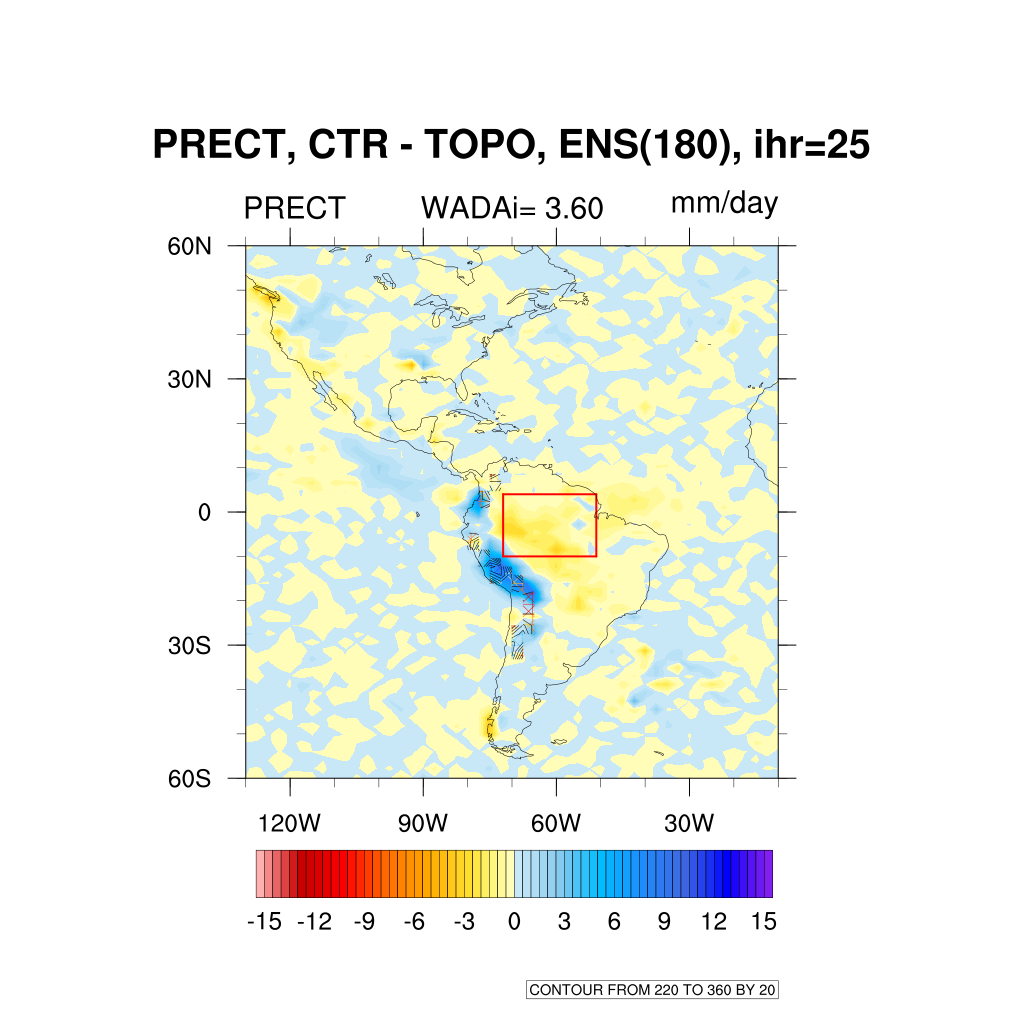 PRECT, CTR - TOPO, ENS(180), ihr=25
PRECT WADAi= 3.60 mm/day
60N
30N
0
30S
60S
120W 90W 60W 30W
-15 -12 -9 -6 -3 0 3 6 9 12 15
CONTOUR FROM 220 TO 360 BY 20